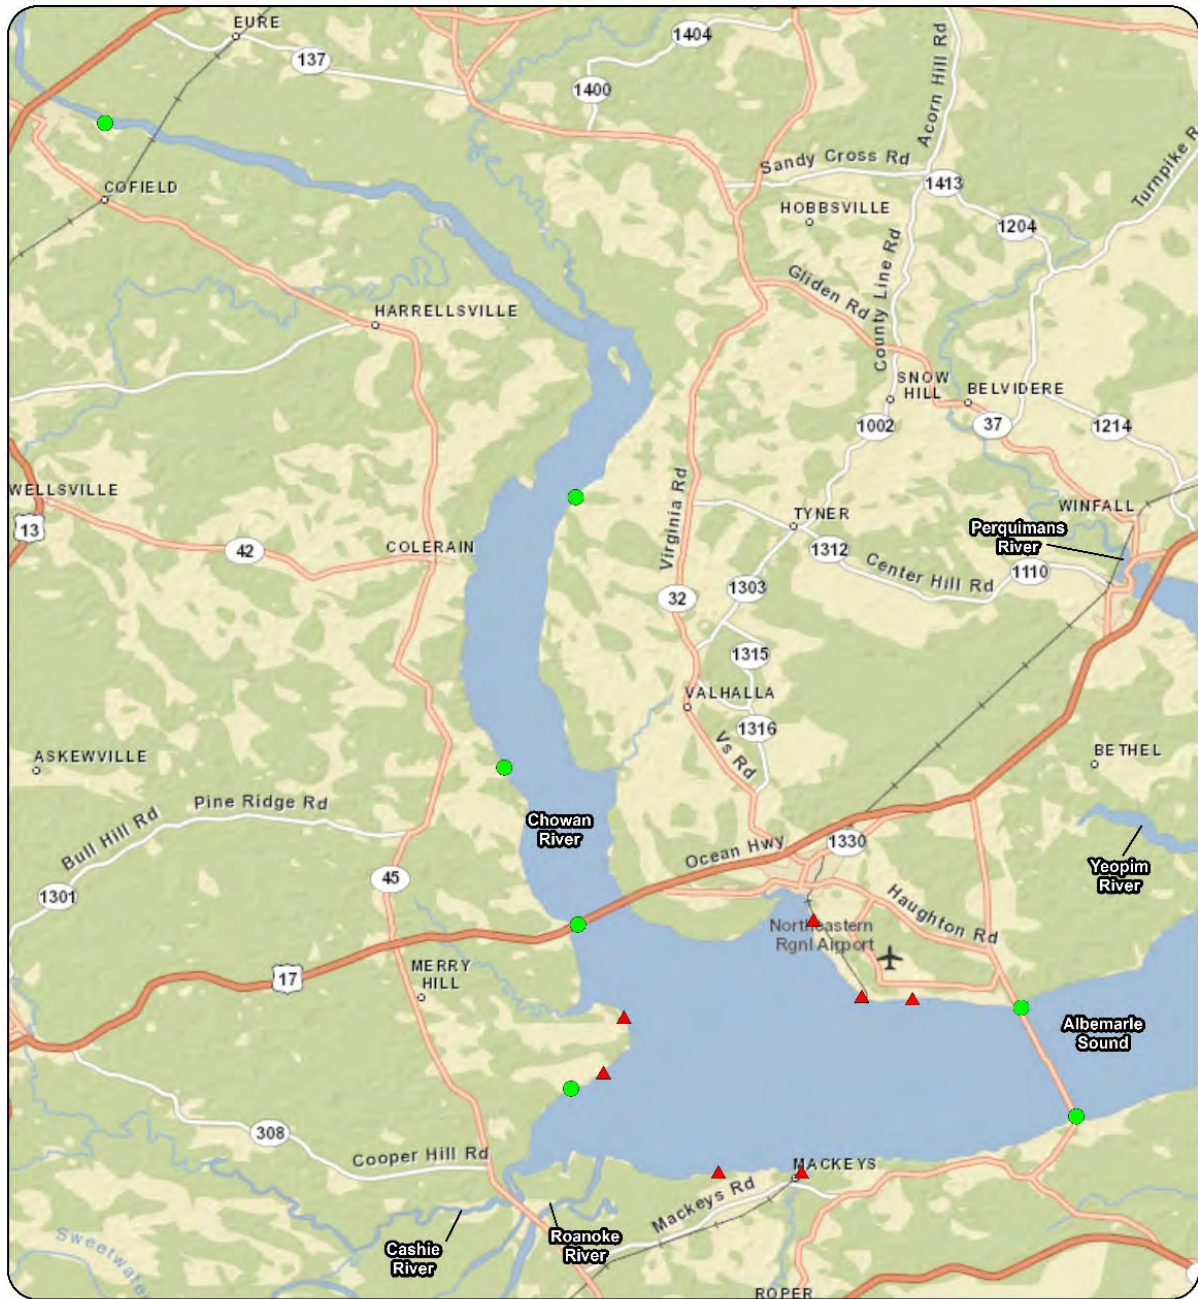 EURE
1404
137
1400
Acorn Hill Rd
Sandy Cross Rd
1413
Turnpike R
COFIELD
HOBBSVILLE
1204
County Line Rd
Gliden Rd
HARRELLSVILLE
SNOW
HILL
BELVIDERE
1002
37
1214
WELLSVILLE
13
Virginia Rd
WINFALL
TYNER
Perquimans
River
42
COLERAIN
1312
Center Hill Rd
1110
1303
32
1315
VALHALLA
1316
Vs Rd
ASKEWVILLE
BETHEL
Pine Ridge Rd
Bull Hill Rd
Chowan
River
Ocean Hwy
1330
Yeopim
River
1301
45
Haughton Rd
Northeastern
Rgnl Airport
17
MERRY
HILL
Albemarle
Sound
308
Cooper Hill Rd
MACKEYS
Mackeys Rd
Cashie
River
Roanoke
River
Sweetwater
ROPER